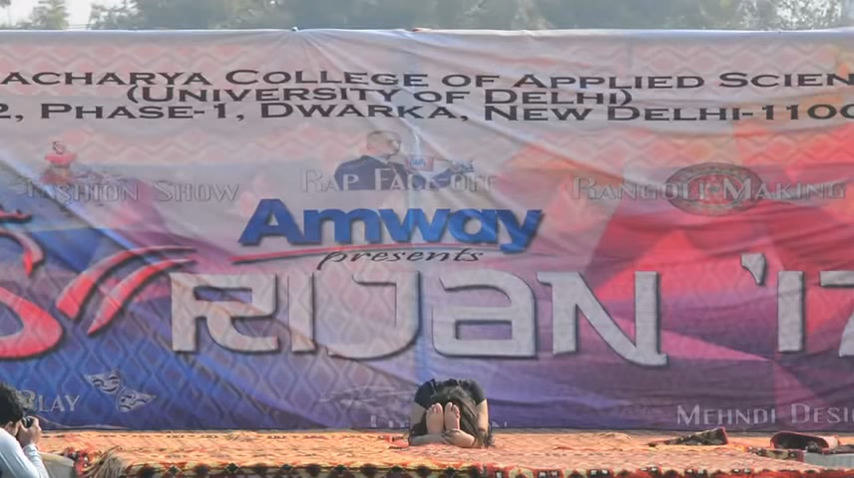 ACHARYA COLLEGE OF APPLIED SCIEN
(UNIVERSITY OF DELHI)
2, PHASE-1, DWARKA, NEW DELHI-1100
FASHION SHOW
RAP FACE-OFF
RANGOLI MAKING
Amway
presents
RIJAN '17
PLAY
MEHNDI DESIG